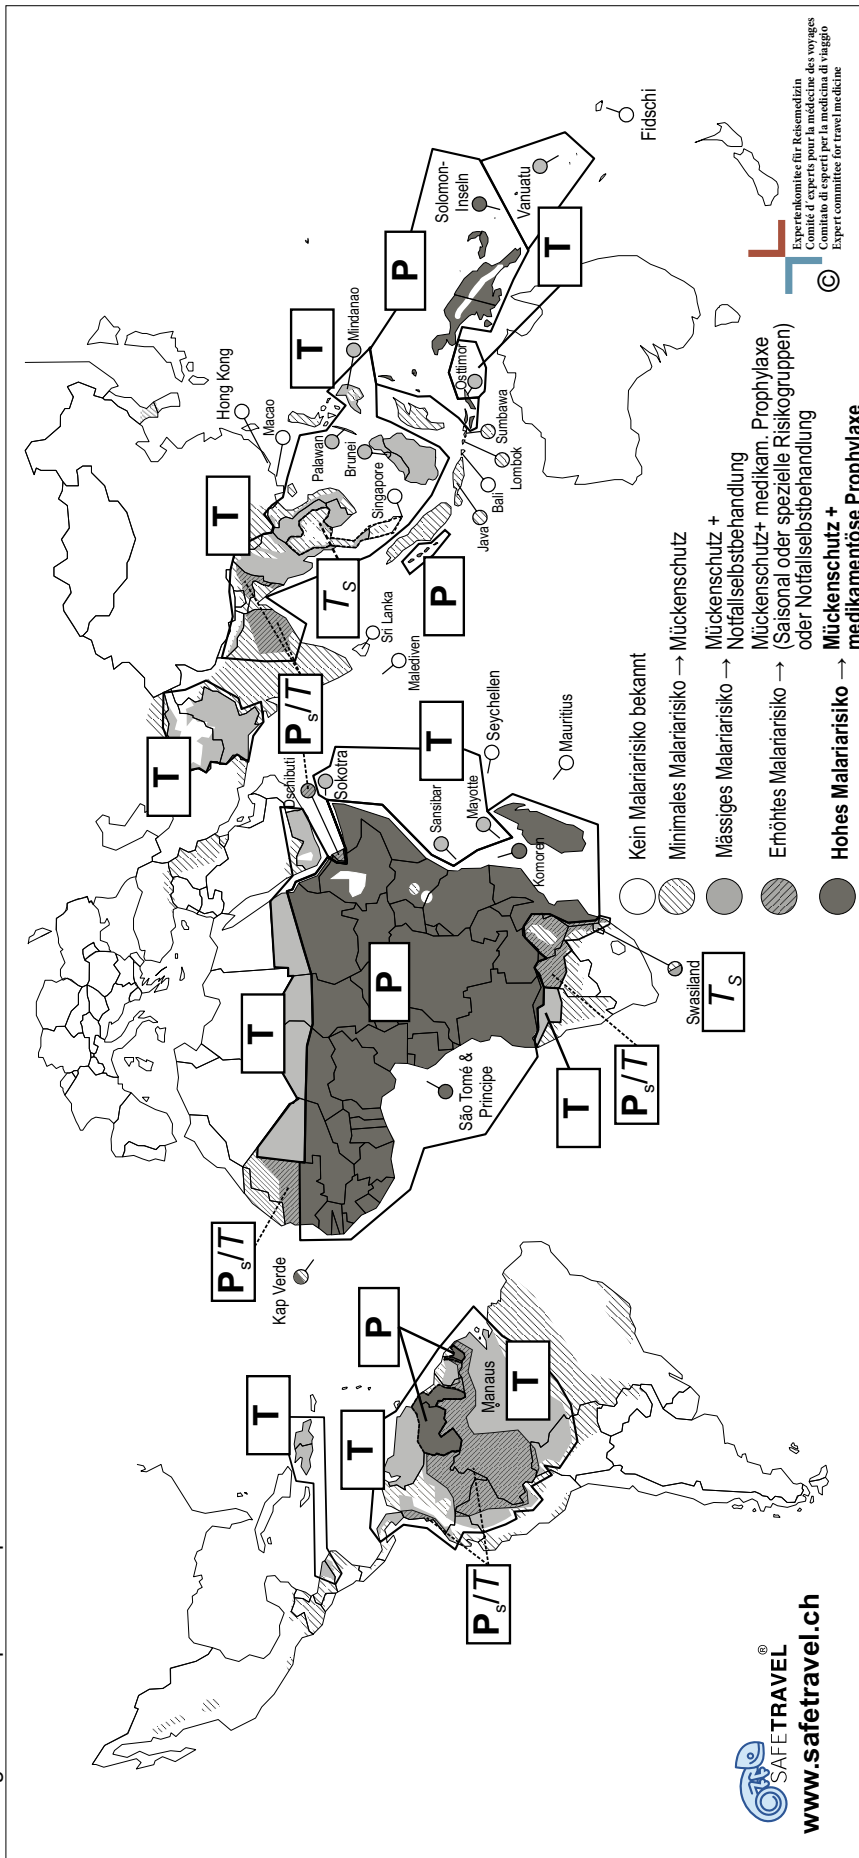 Hong Kong
Macao
Palawan
Brunei
Singapore
Mindanao
Solomon-
Inseln
Vanuatu
Fidschi
Osttimor
Sumbawa
Lombok
Bali
Java
Sri Lanka
Malediven
Dschibuti
Sokotra
Sansibar
Mayotte
Seychellen
Mauritius
Komoren
Swasiland
São Tomé &
Principe
Kap Verde
Manaus
T
T
P
T
T
T
P
P
P
T
T
T
T
T
T
P
T s
T s
P s/T
P s/T
P s/T
P s/T
Kein Malariarisiko bekannt
Minimales Malariarisiko → Mückenschutz
Mässiges Malariarisiko → Mückenschutz +
Notfallselbstbehandlung
Erhöhtes Malariarisiko → Mückenschutz+ medikam. Prophylaxe
(Saisonal oder spezielle Risikogruppen)
oder Notfallselbstbehandlung
Hohes Malariarisiko → Mückenschutz +
medikamentöse Prophylaxe
SAFETRAVEL®
www.safetravel.ch
©
Expertenkomitee für Reisemedizin
Comité d'experts pour la médecine des voyages
Comitato di esperti per la medicina di viaggio
Expert committee for travel medicine